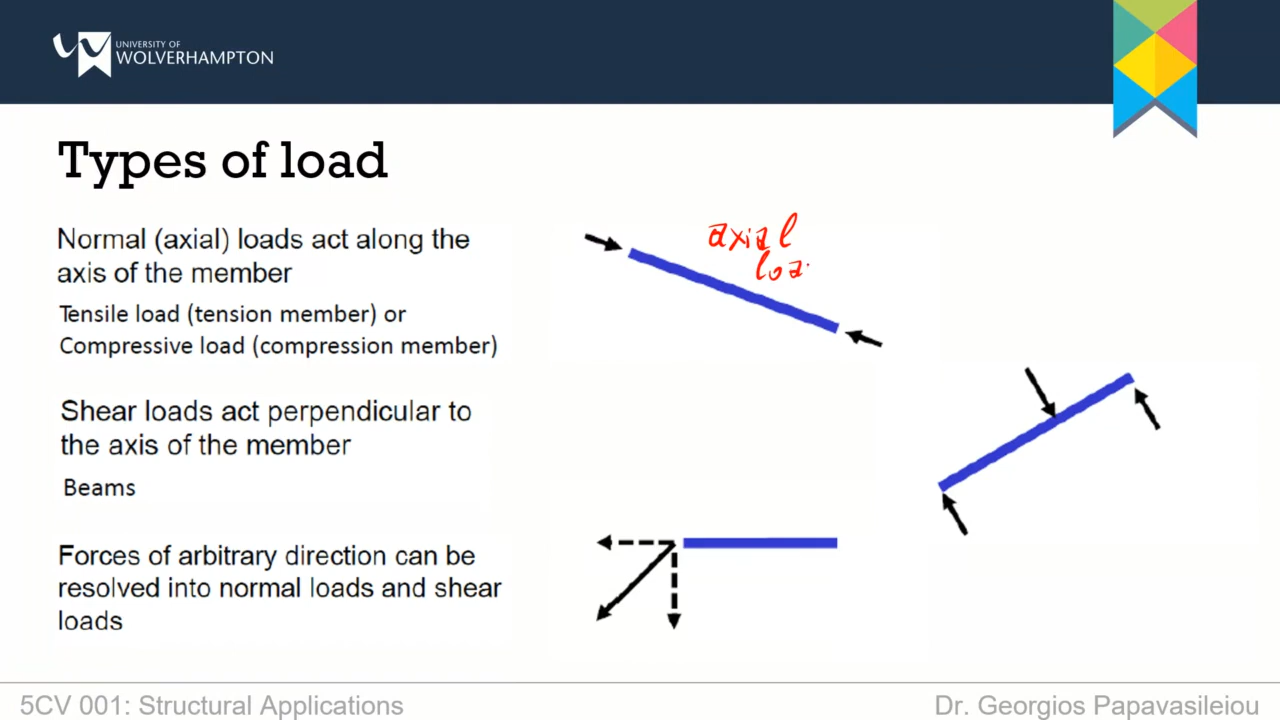 UNIVERSITY OF
WOLVERHAMPTON
Types of load
Normal (axial) loads act along the
axis of the member
Tensile load (tension member) or
Compressive load (compression member)
axial
loa
Shear loads act perpendicular to
the axis of the member
Beams
Forces of arbitrary direction can be
resolved into normal loads and shear
loads
5CV 001: Structural Applications
Dr. Georgios Papavasileiou